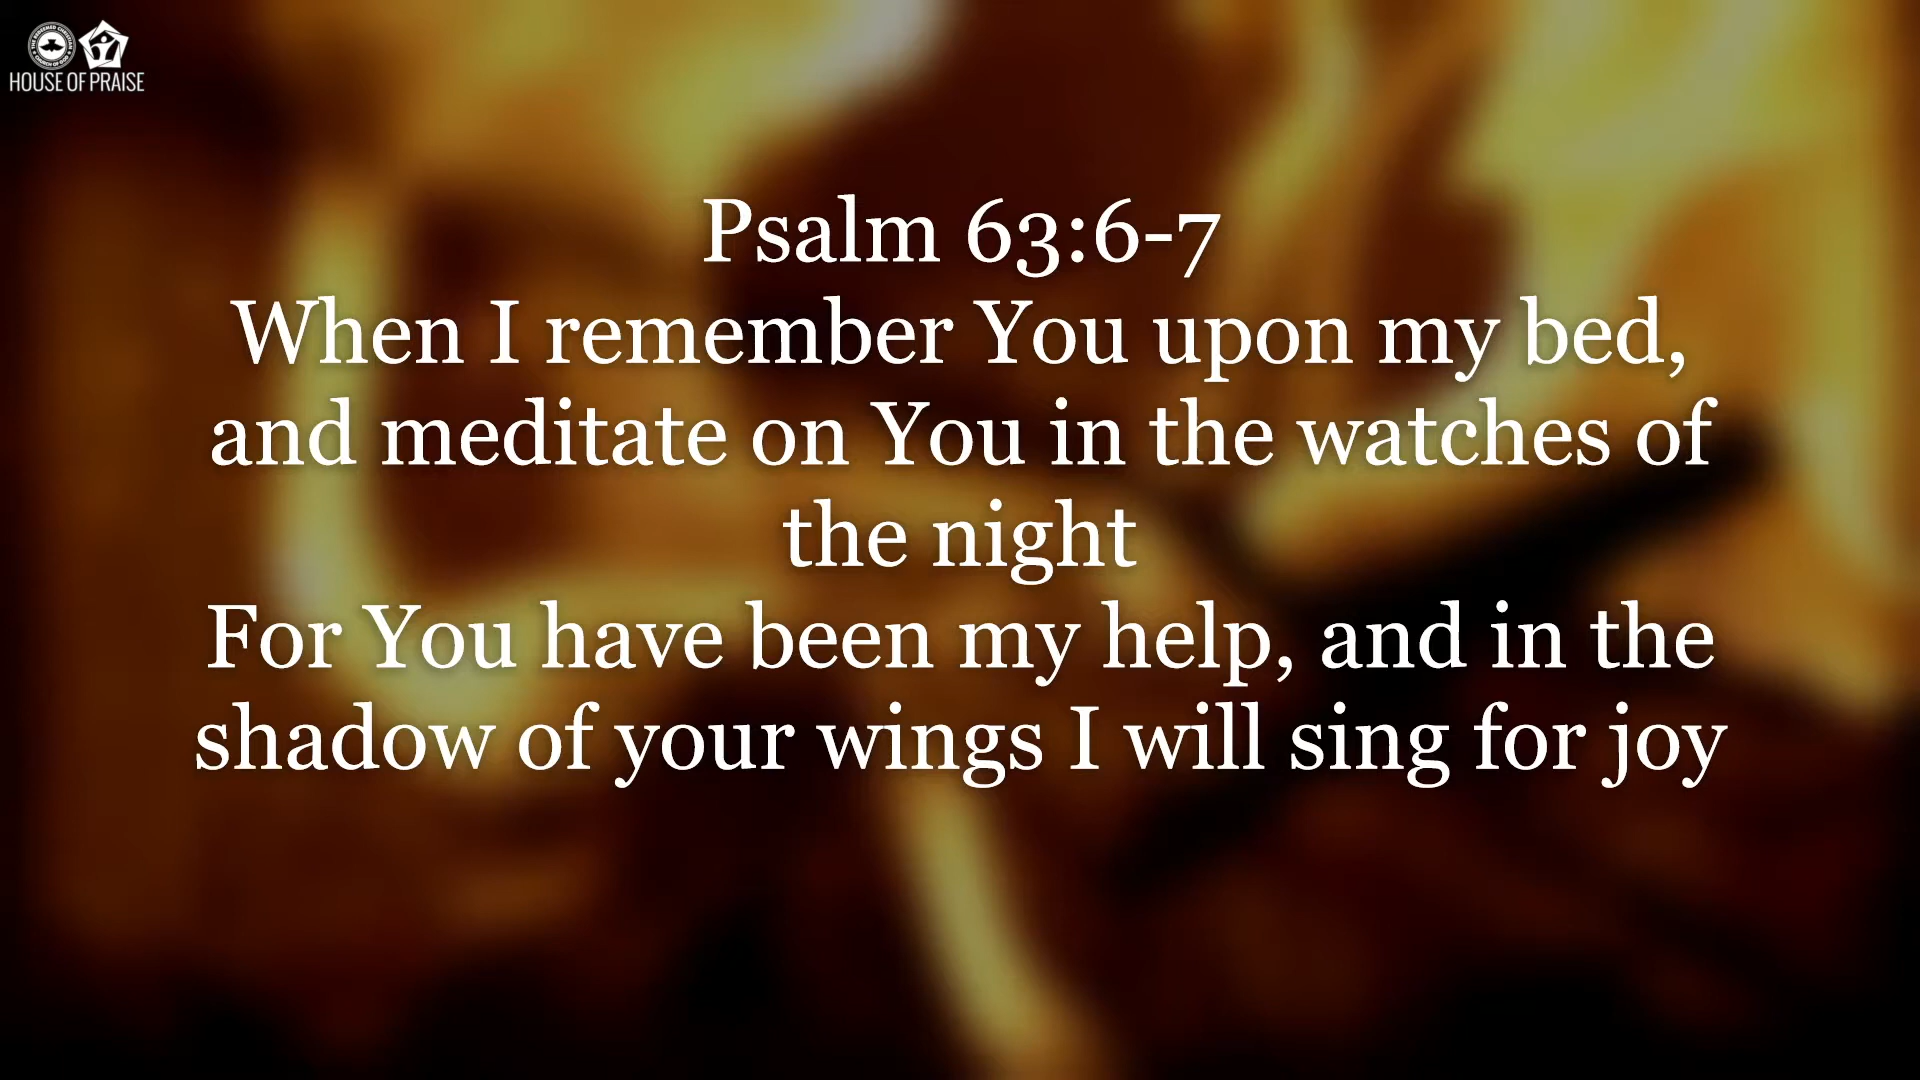 HOUSE OF PRAISE
Psalm 63:6-7
When I remember You upon my bed,
and meditate on You in the watches of
the night
For You have been my help, and in the
shadow of your wings I will sing for joy